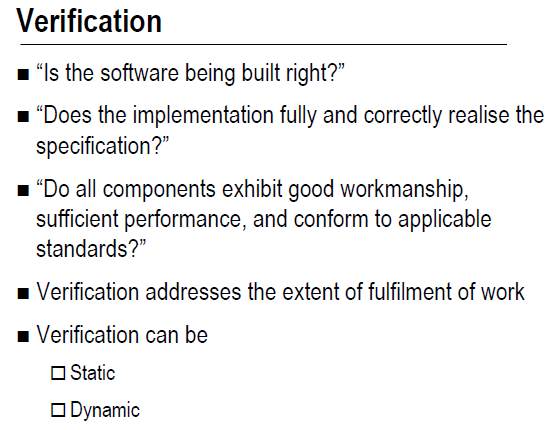 Verification
■ “Is the software being built right?”
■ “Does the implementation fully and correctly realise the
specification?”
■ “Do all components exhibit good workmanship,
sufficient performance, and conform to applicable
standards?”
■ Verification addresses the extent of fulfilment of work
■ Verification can be
□ Static
□ Dynamic